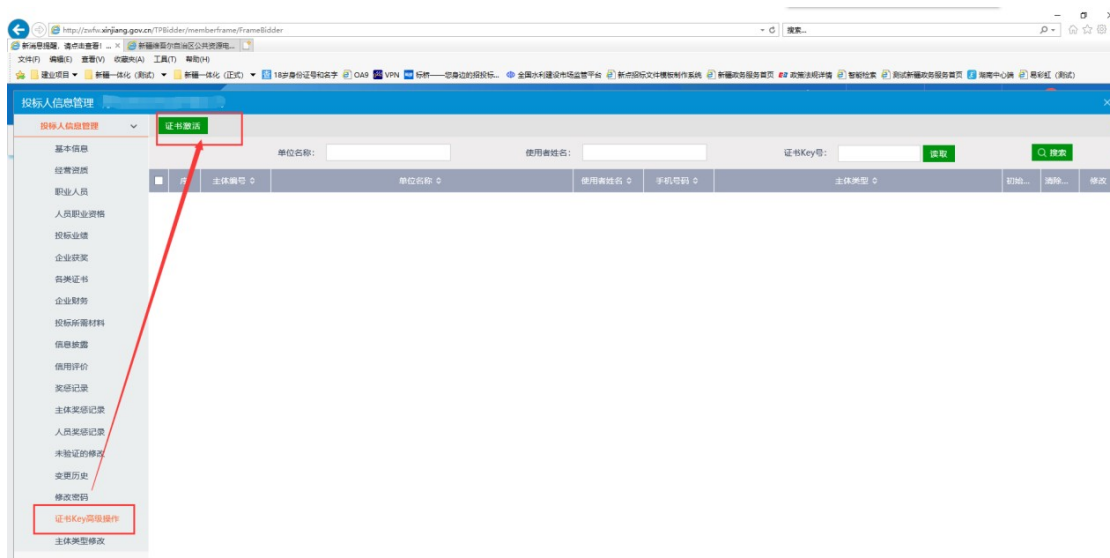 http://zwfw.xinjiang.gov.cn/TPBidder/memberframe/FrameBidder
搜索...
新消息提醒，请点击查看！...
新疆维吾尔自治区公共资源电...
文件(F) 编辑(E) 查看(V) 收藏夹(A) 工具(T) 帮助(H)
建业项目 新疆一体化（测试） 新疆一体化（正式） 18岁身份证号和名字 OA9 VPN 标桥——您身边的招投标... 全国水利建设市场监管平台 新点招标文件模板制作系统 新疆政务服务首页 政策法规详情 智能检索 测试新疆政务服务首页 湖南中心端 易彩虹（测试）
投标人信息管理
投标人信息管理
证书激活
单位名称：
使用者姓名：
证书Key号：
读取
搜索
序
主体编号
单位名称
使用者姓名
手机号码
主体类型
初始...
清除...
修改
基本信息
经营资质
职业人员
人员职业资格
投标业绩
企业获奖
各类证书
企业财务
投标所需材料
信息披露
信用评价
奖惩记录
主体奖惩记录
人员奖惩记录
未验证的修改
变更历史
修改密码
证书Key高级操作
主体类型修改